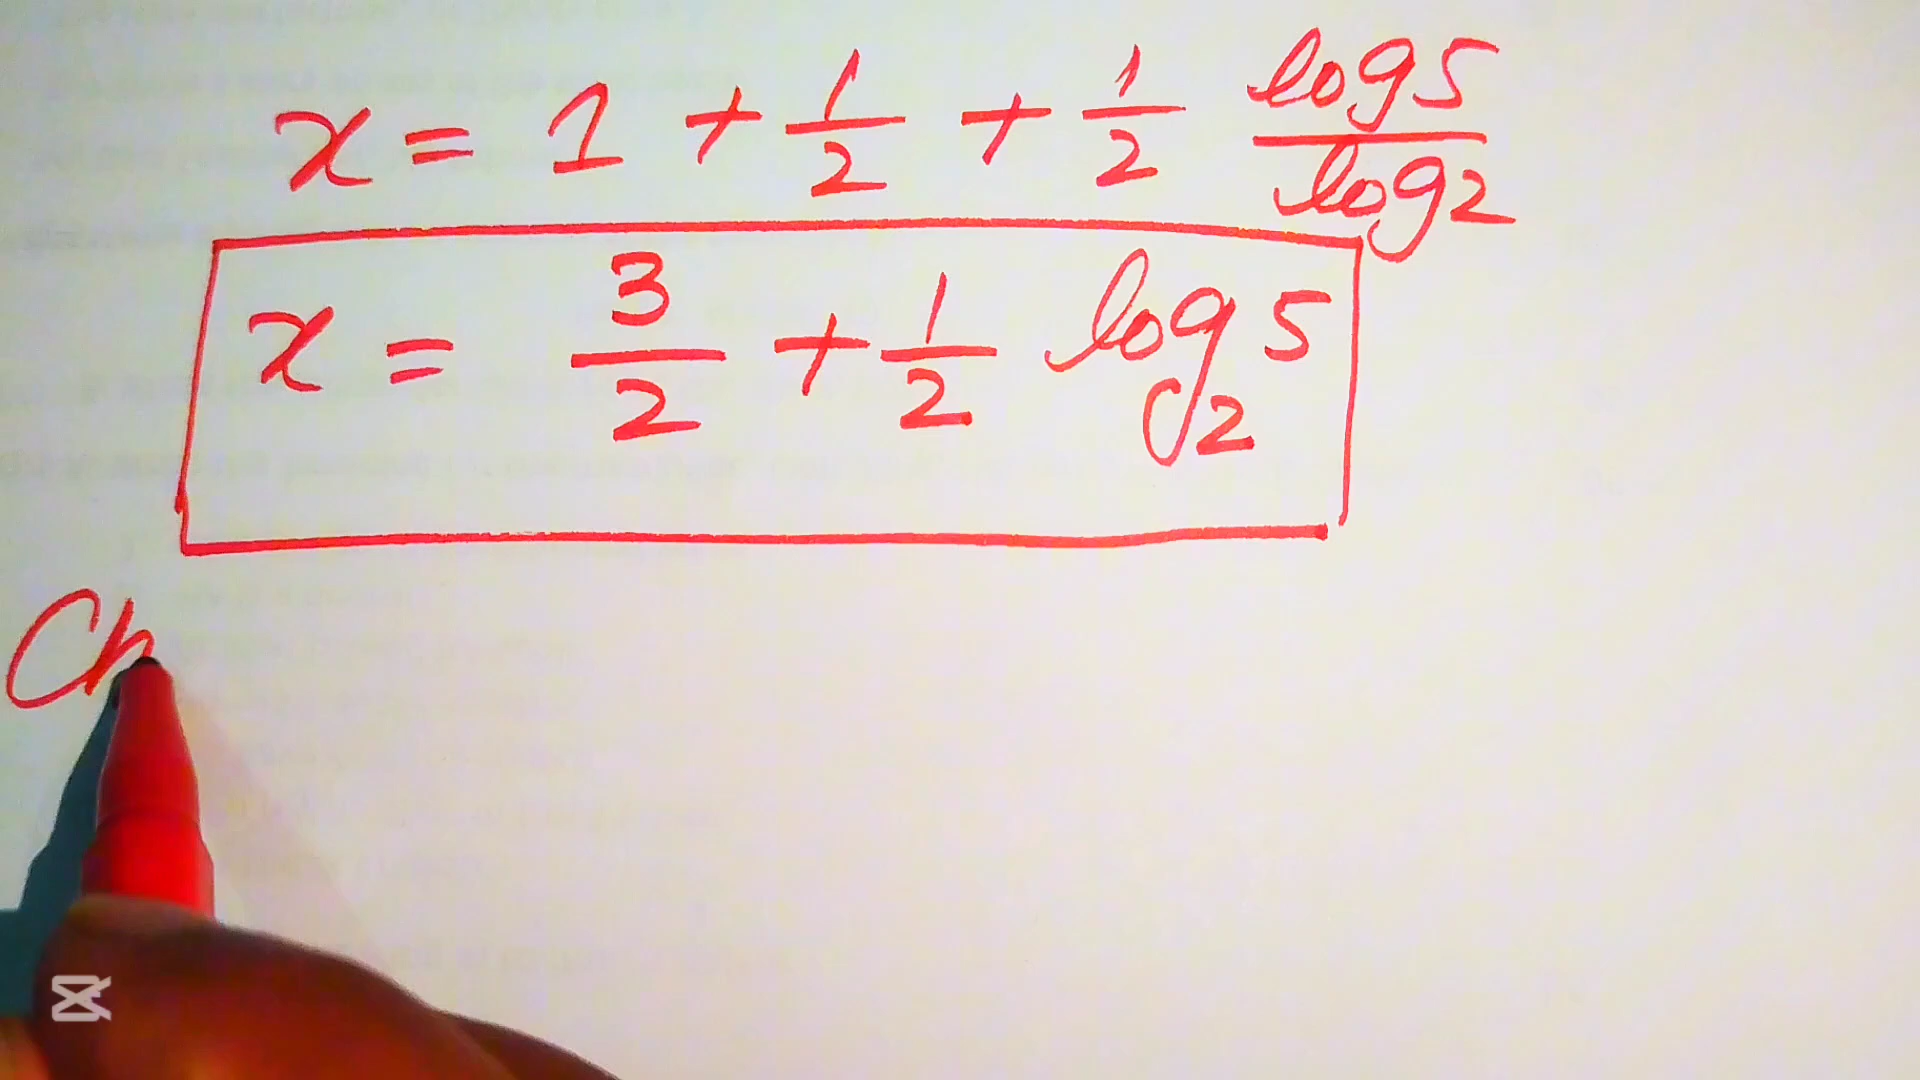 x = 1 + 1/2 + 1/2 log5/log2
x = 3/2 + 1/2 log₂5
Ch